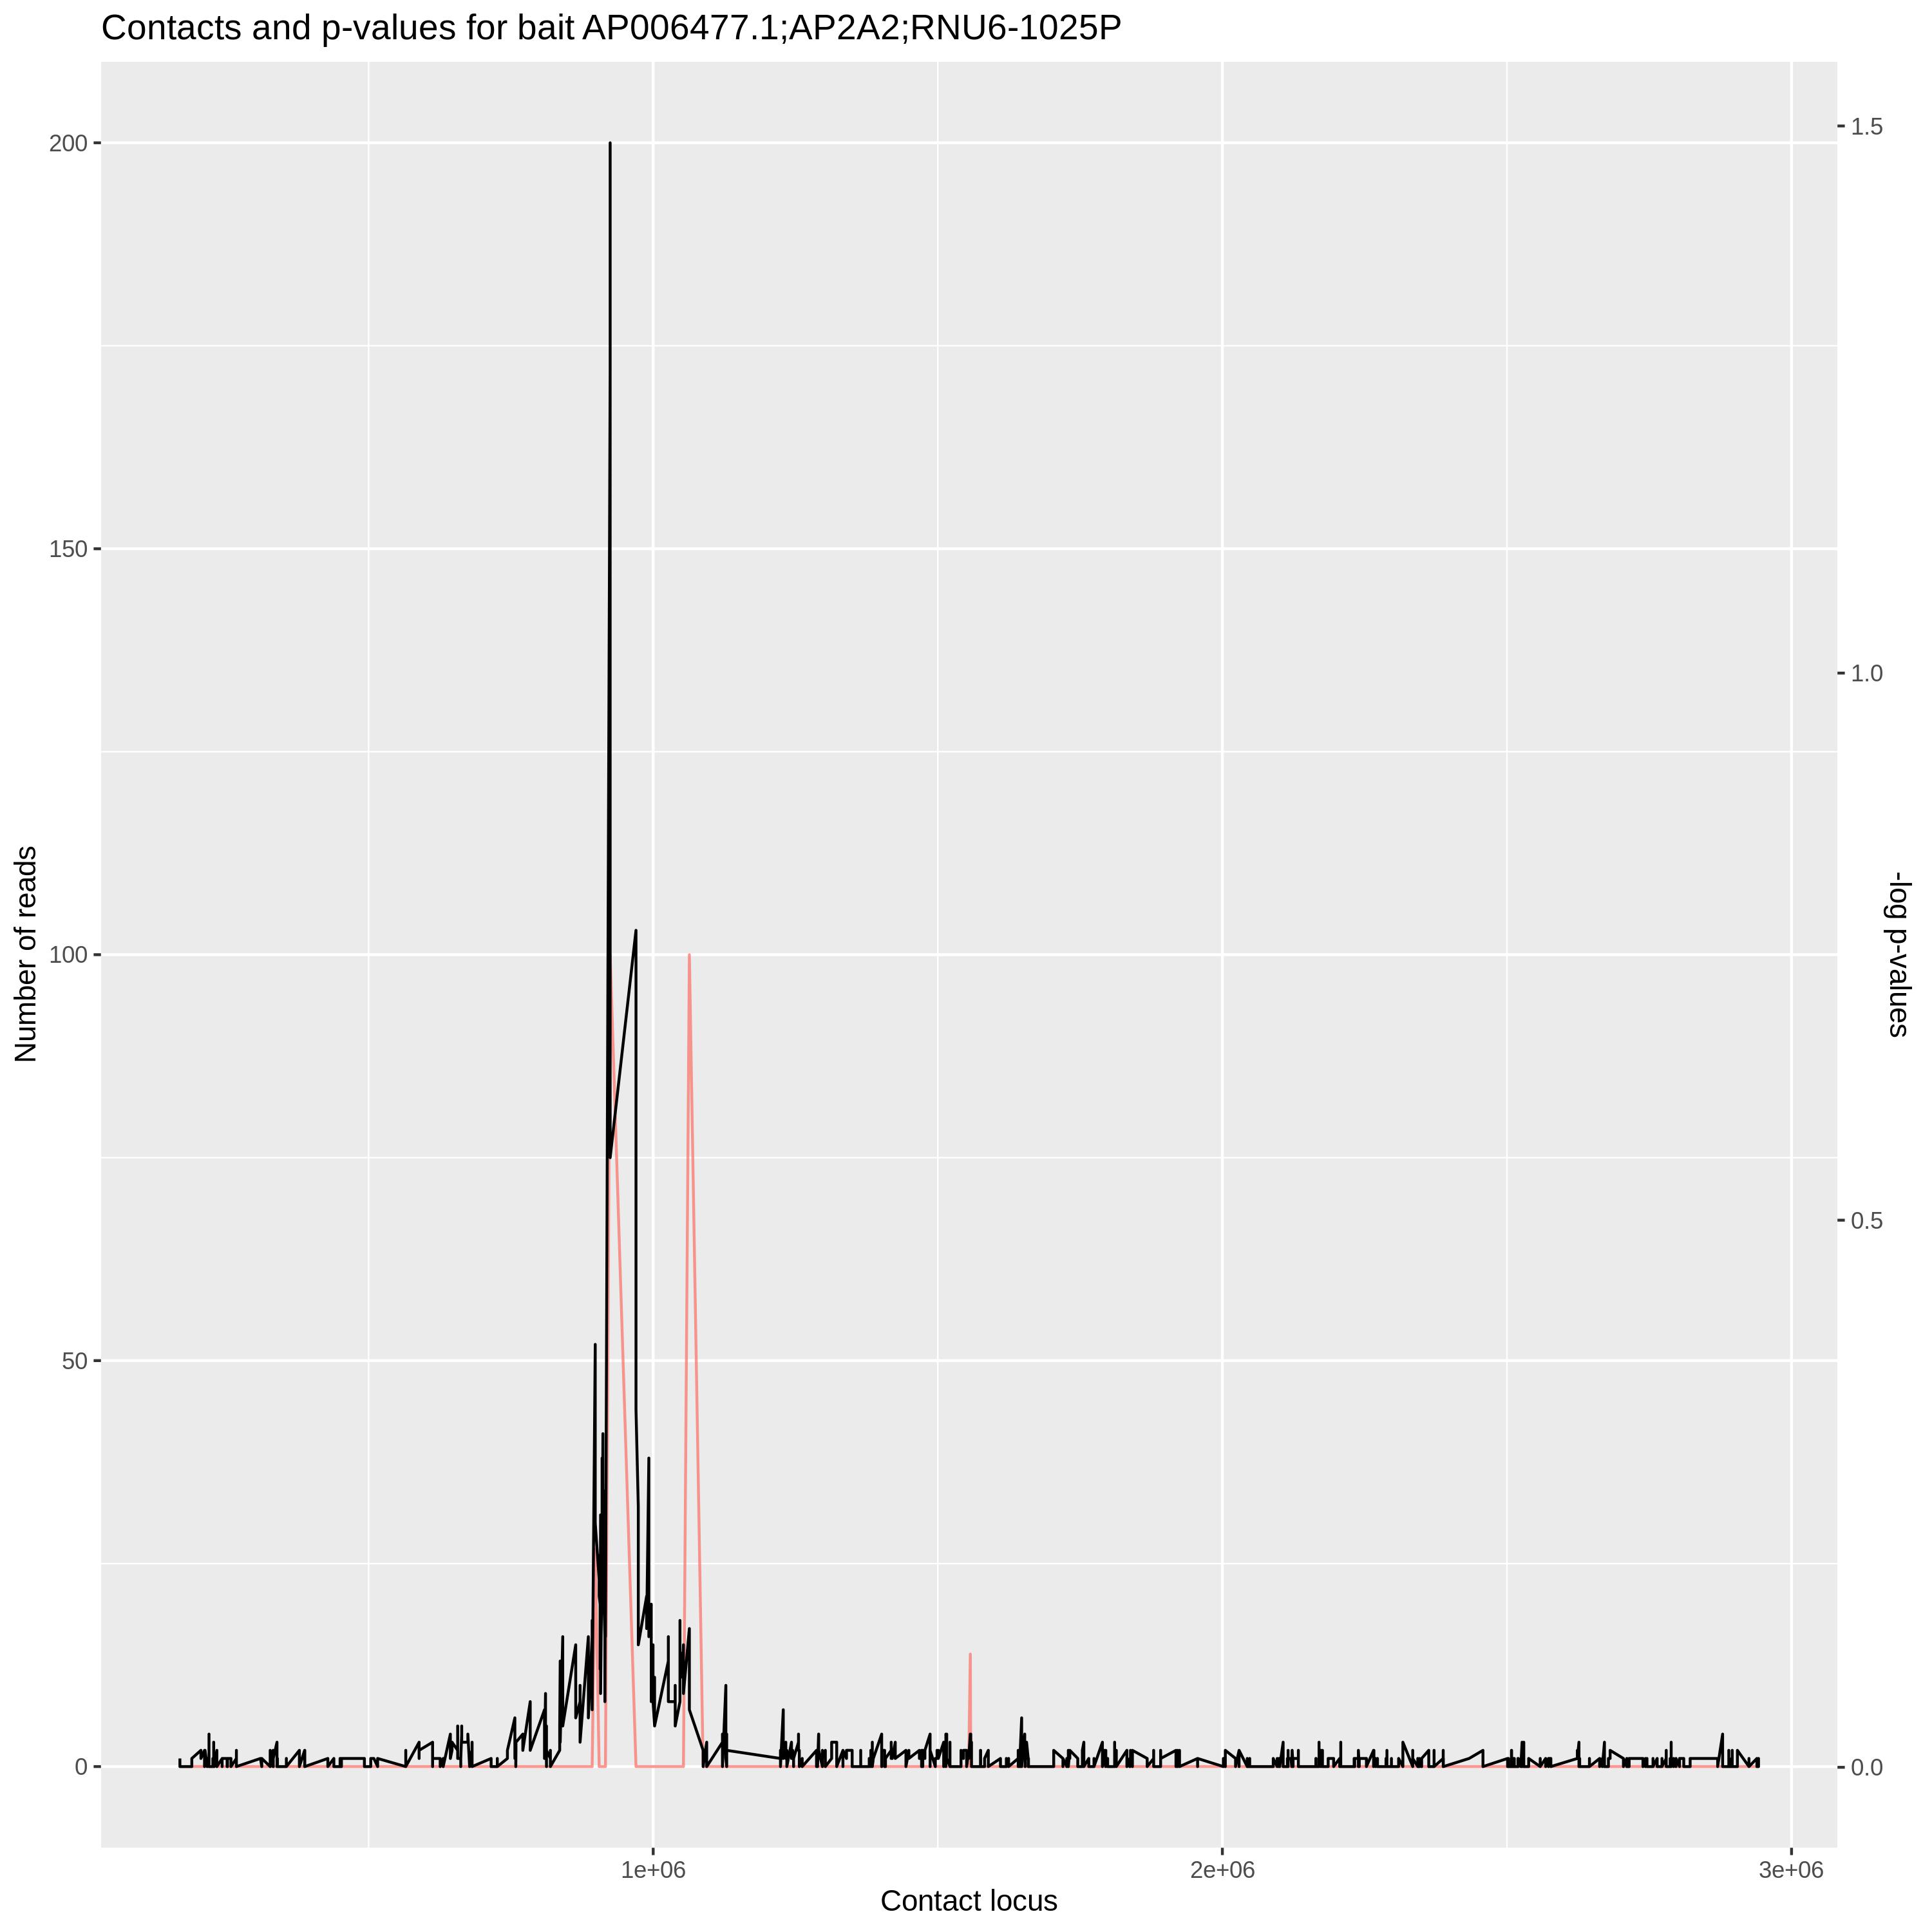 Contacts and p-values for bait AP006477.1;AP2A2;RNU6-1025P
200
150
100
50
0
Number of reads
1.5
1.0
0.5
0.0
-log p-values
1e+06
2e+06
3e+06
Contact locus